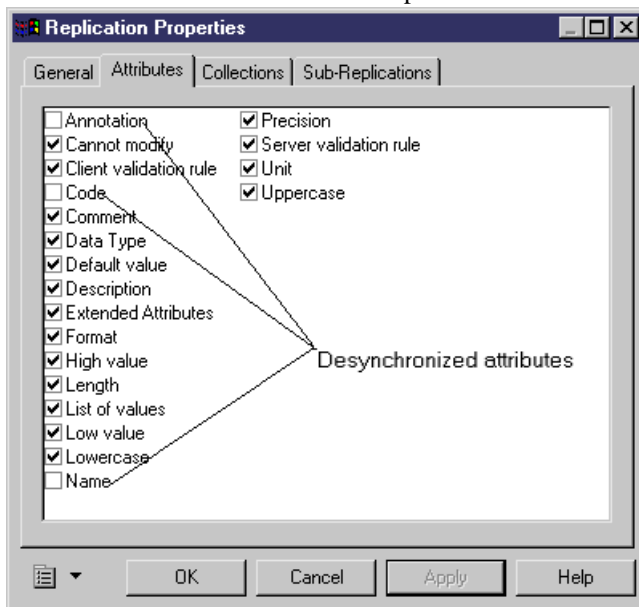 Replication Properties
General Attributes Collections Sub-Replications
Annotation
Cannot modify
Client validation rule
Code
Comment
Data Type
Default value
Description
Extended Attributes
Format
High value
Length
List of values
Low value
Lowercase
Name
Precision
Server validation rule
Unit
Uppercase
Desynchronized attributes
OK Cancel Apply Help